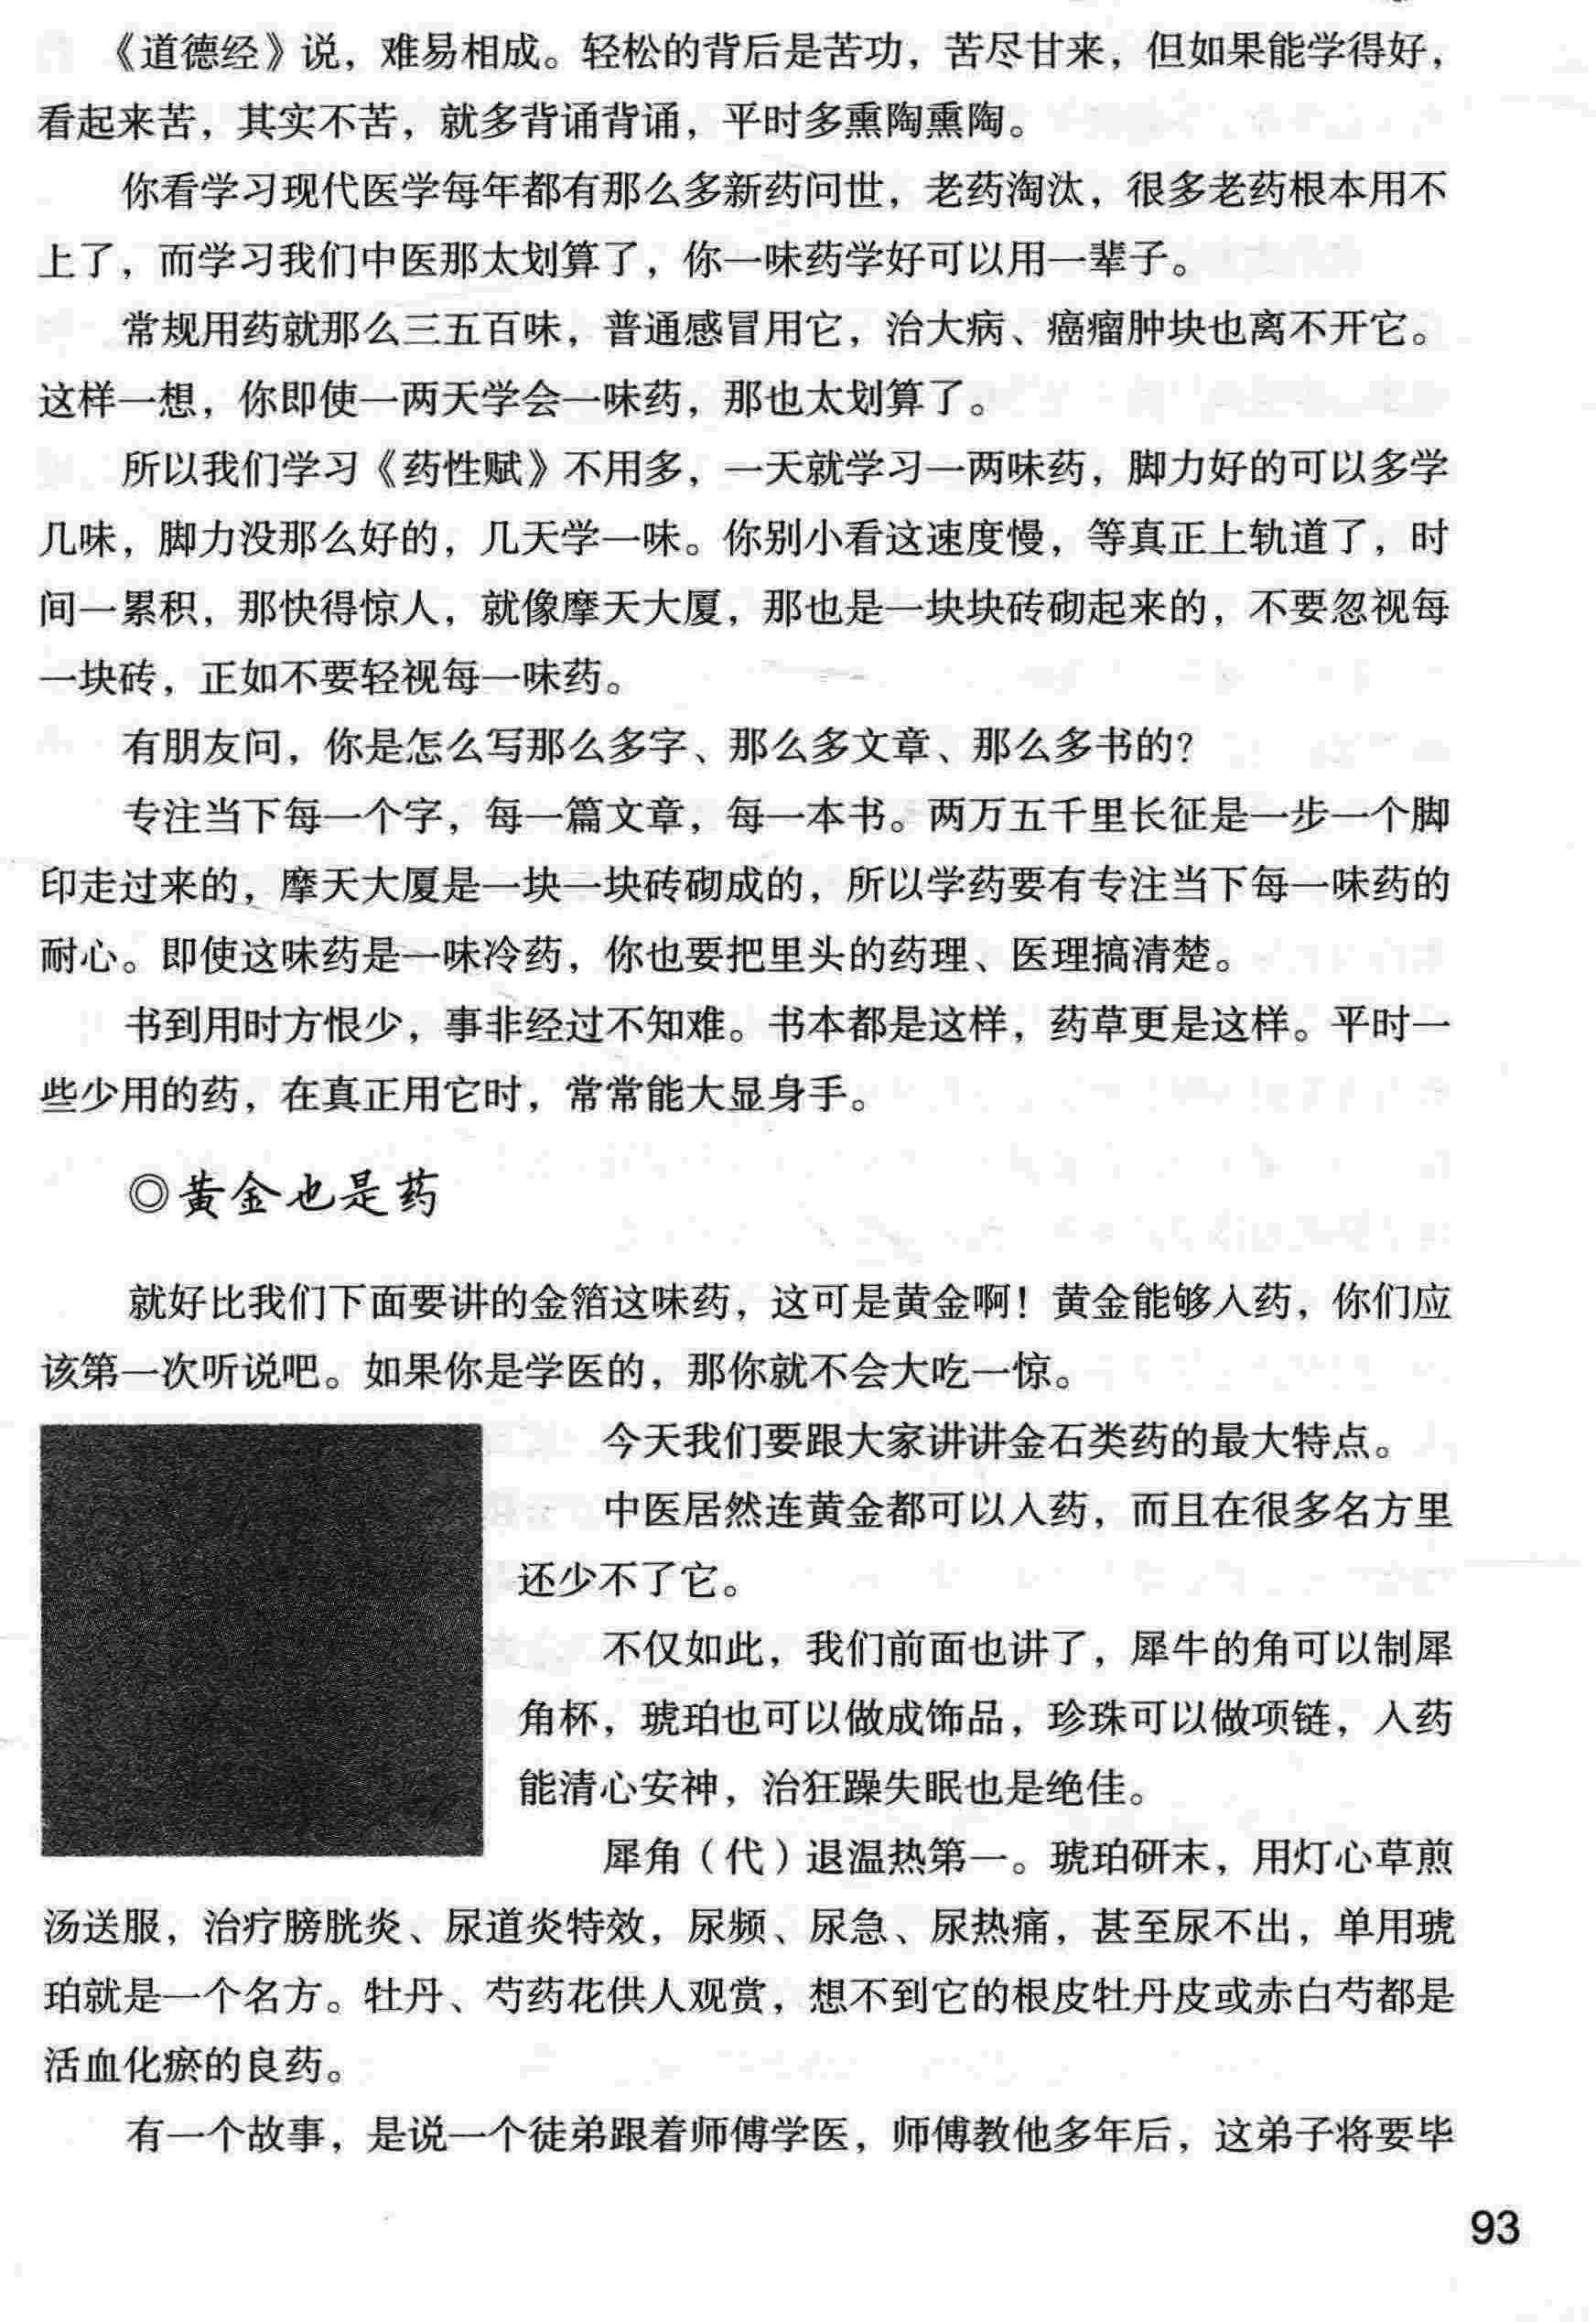 《道德经》说，难易相成。轻松的背后是苦功，苦尽甘来，但如果能学得好，
看起来苦，其实不苦，就多背诵背诵，平时多熏陶熏陶。
你看学习现代医学每年都有那么多新药问世，老药淘汰，很多老药根本用不
上了，而学习我们中医那太划算了，你一味药学好可以用一辈子。
常规用药就那么三五百味，普通感冒用它，治大病、癌瘤肿块也离不开它。
这样一想，你即使一两天学会一味药，那也太划算了。
所以我们学习《药性赋》不用多，一天就学习一两味药，脚力好的可以多学
几味，脚力没那么好的，几天学一味。你别小看这速度慢，等真正上轨道了，时
间一累积，那快得惊人，就像摩天大厦，那也是一块块砖砌起来的，不要忽视每
一块砖，正如不要轻视每一味药。
有朋友问，你是怎么写那么多字、那么多文章、那么多书的？
专注当下每一个字，每一篇文章，每一本书。两万五千里长征是一步一个脚
印走过来的，摩天大厦是一块一块砖砌成的，所以学药要有专注当下每一味药的
耐心。即使这味药是一味冷药，你也要把里头的药理、医理搞清楚。
书到用时方恨少，事非经过不知难。书本都是这样，药草更是这样。平时一
些少用的药，在真正用它时，常常能大显身手。
◎黄金也是药
就好比我们下面要讲的金箔这味药，这可是黄金啊！黄金能够入药，你们应
该第一次听说吧。如果你是学医的，那你就不会大吃一惊。
今天我们要跟大家讲讲金石类药的最大特点。
中医居然连黄金都可以入药，而且在很多名方里
还少不了它。
不仅如此，我们前面也讲了，犀牛的角可以制犀
角杯，琥珀也可以做成饰品，珍珠可以做项链，入药
能清心安神，治狂躁失眠也是绝佳。
犀角（代）退温热第一。琥珀研末，用灯心草煎
汤送服，治疗膀胱炎、尿道炎特效，尿频、尿急、尿热痛，甚至尿不出，单用琥
珀就是一个名方。牡丹、芍药花供人观赏，想不到它的根皮牡丹皮或赤白芍都是
活血化瘀的良药。
有一个故事，是说一个徒弟跟着师傅学医，师傅教他多年后，这弟子将要毕
93